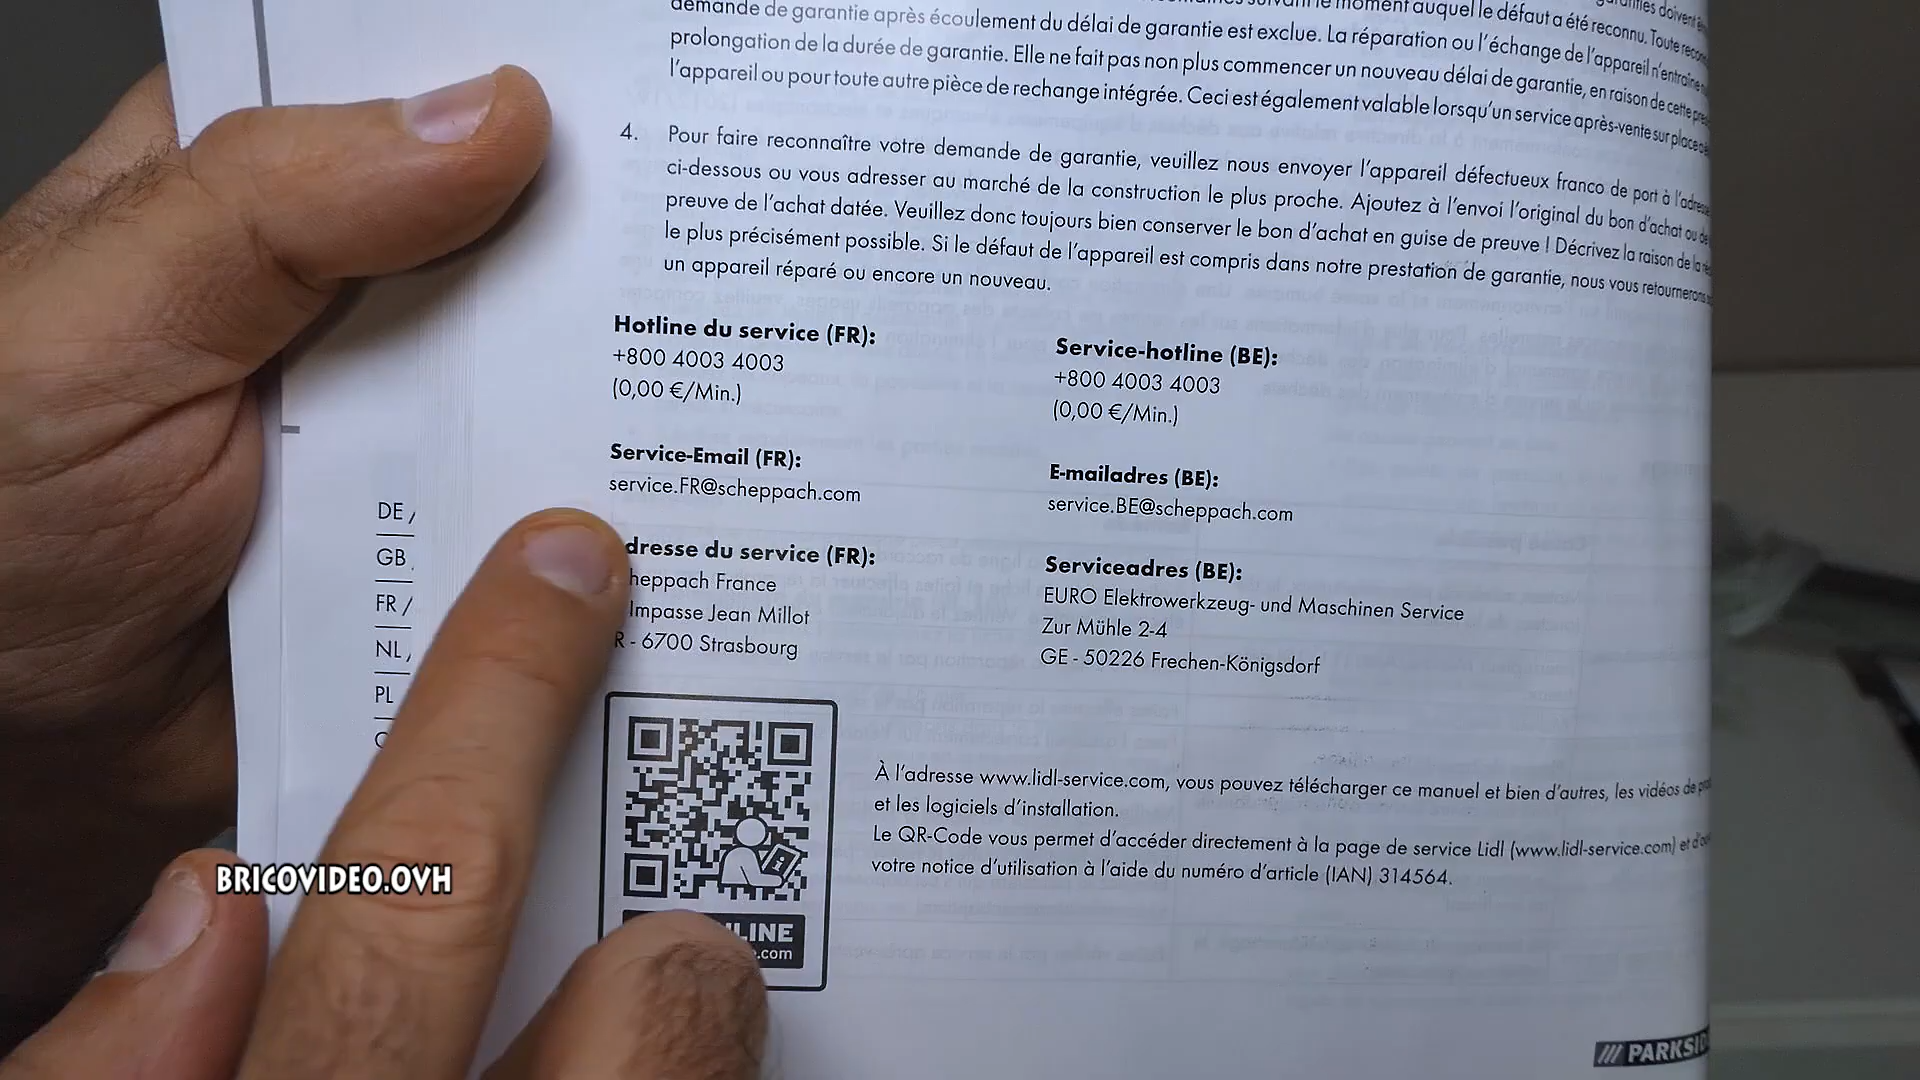 demande de garantie après écoulement du délai de garantie est exclue. La réparation ou l'échange de l'appareil n'entraîne
prolongation de la durée de garantie. Elle ne fait pas non plus commencer un nouveau délai de garantie, en raison de cette
l'appareil ou pour toute autre pièce de rechange intégrée. Ceci est également valable lorsqu'un service après-vente sur place
4. Pour faire reconnaître votre demande de garantie, veuillez nous envoyer l'appareil défectueux franco de port à l'adresse
ci-dessous ou vous adresser au marché de la construction le plus proche. Ajoutez à l'envoi l'original du bon d'achat ou
preuve de l'achat datée. Veuillez donc toujours bien conserver le bon d'achat en guise de preuve ! Décrivez la raison de la
le plus précisément possible. Si le défaut de l'appareil est compris dans notre prestation de garantie, nous vous retournerons
un appareil réparé ou encore un nouveau.
Hotline du service (FR):
+800 4003 4003
(0,00 €/Min.)
Service-Email (FR):
service.FR@scheppach.com
dresse du service (FR):
heppach France
Impasse Jean Millot
R - 6700 Strasbourg
Service-hotline (BE):
+800 4003 4003
(0,00 €/Min.)
E-mailadres (BE):
service.BE@scheppach.com
Serviceadres (BE):
EURO Elektrowerkzeug- und Maschinen Service
Zur Mühle 2-4
GE - 50226 Frechen-Königsdorf
DE /
GB
FR /
NL /
PL
À l'adresse www.lidl-service.com, vous pouvez télécharger ce manuel et bien d'autres, les vidéos de
et les logiciels d'installation.
Le QR-Code vous permet d'accéder directement à la page de service Lidl (www.lidl-service.com) et
votre notice d'utilisation à l'aide du numéro d'article (IAN) 314564.
LINE
.com
BRICOVIDEO.OVH
/// PARKSID